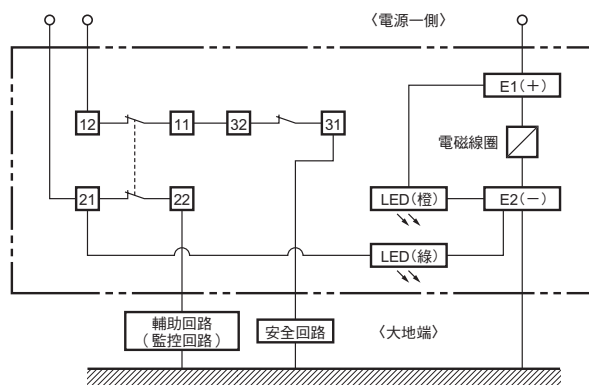 〈電源一側〉
E1（＋）
12
11
32
31
電磁線圈
21
22
LED（橙）
E2（－）
LED（綠）
輔助回路
（監控回路）
安全回路
〈大地端〉